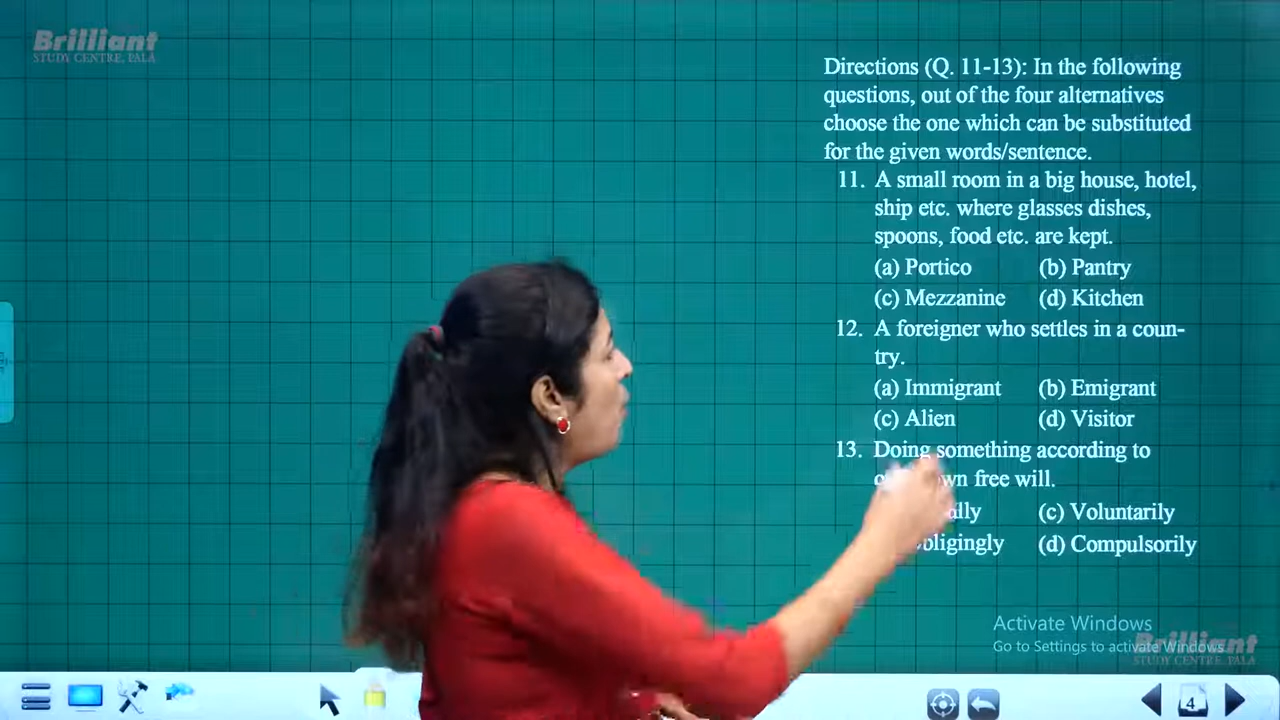 Brilliant
STUDY CENTRE, PALA
Directions (Q. 11-13): In the following
questions, out of the four alternatives
choose the one which can be substituted
for the given words/sentence.
11. A small room in a big house, hotel,
ship etc. where glasses dishes,
spoons, food etc. are kept.
(a) Portico (b) Pantry
(c) Mezzanine (d) Kitchen
12. A foreigner who settles in a coun-
try.
(a) Immigrant (b) Emigrant
(c) Alien (d) Visitor
13. Doing something according to
free will.
(c) Voluntarily
(d) Compulsorily
Activate Windows
Go to Settings to activate Windows.
Brilliant
STUDY CENTRE, PALA
4